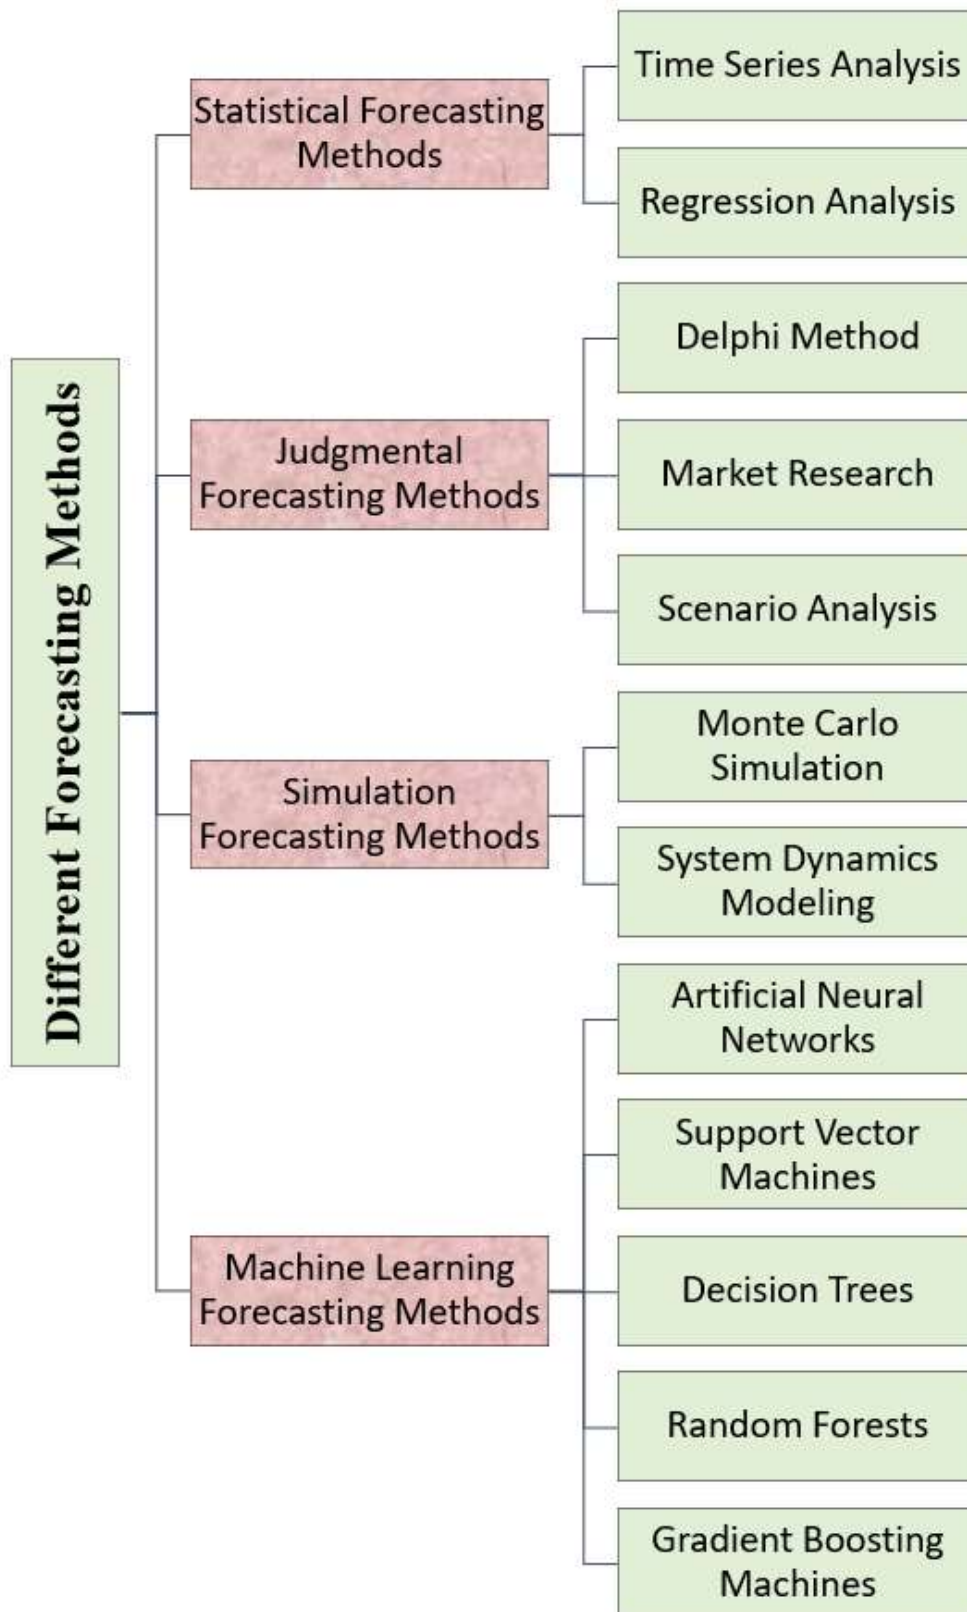 Different Forecasting Methods
Statistical Forecasting
Methods
Time Series Analysis
Regression Analysis
Judgmental
Forecasting Methods
Delphi Method
Market Research
Scenario Analysis
Simulation
Forecasting Methods
Monte Carlo
Simulation
System Dynamics
Modeling
Machine Learning
Forecasting Methods
Artificial Neural
Networks
Support Vector
Machines
Decision Trees
Random Forests
Gradient Boosting
Machines